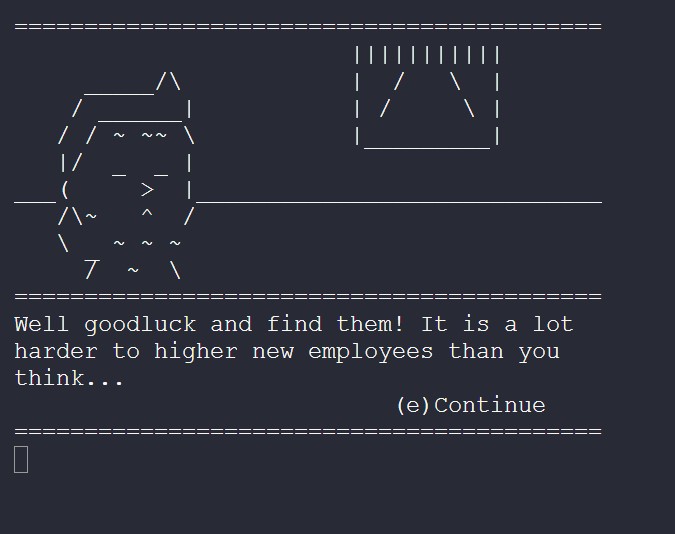 Well goodluck and find them! It is a lot
harder to higher new employees than you
think...
(e)Continue